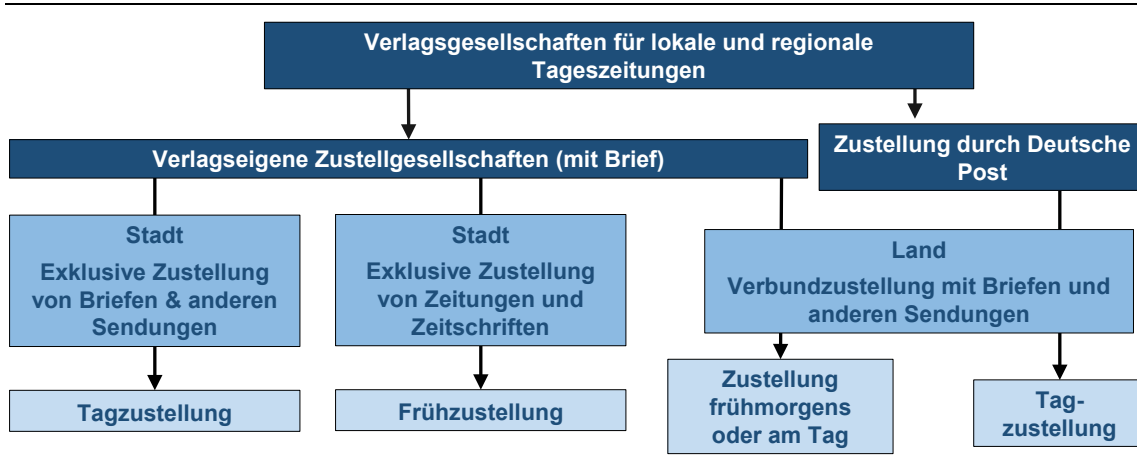 Verlagsgesellschaften für lokale und regionale
Tageszeitungen
Verlagseigene Zustellgesellschaften (mit Brief)
Zustellung durch Deutsche
Post
Stadt
Exklusive Zustellung
von Briefen & anderen
Sendungen
Stadt
Exklusive Zustellung
von Zeitungen und
Zeitschriften
Land
Verbundzustellung mit Briefen und
anderen Sendungen
Tagzustellung
Frühzustellung
Zustellung
frühmorgens
oder am Tag
Tag-
zustellung